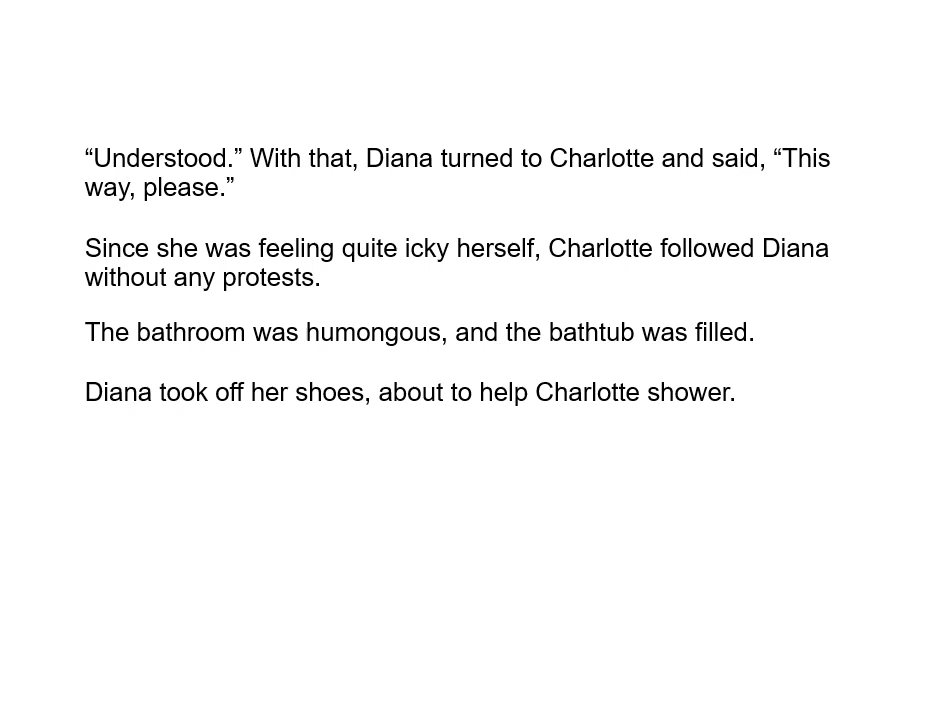 “Understood.” With that, Diana turned to Charlotte and said, “This
way, please.”
Since she was feeling quite icky herself, Charlotte followed Diana
without any protests.
The bathroom was humongous, and the bathtub was filled.
Diana took off her shoes, about to help Charlotte shower.